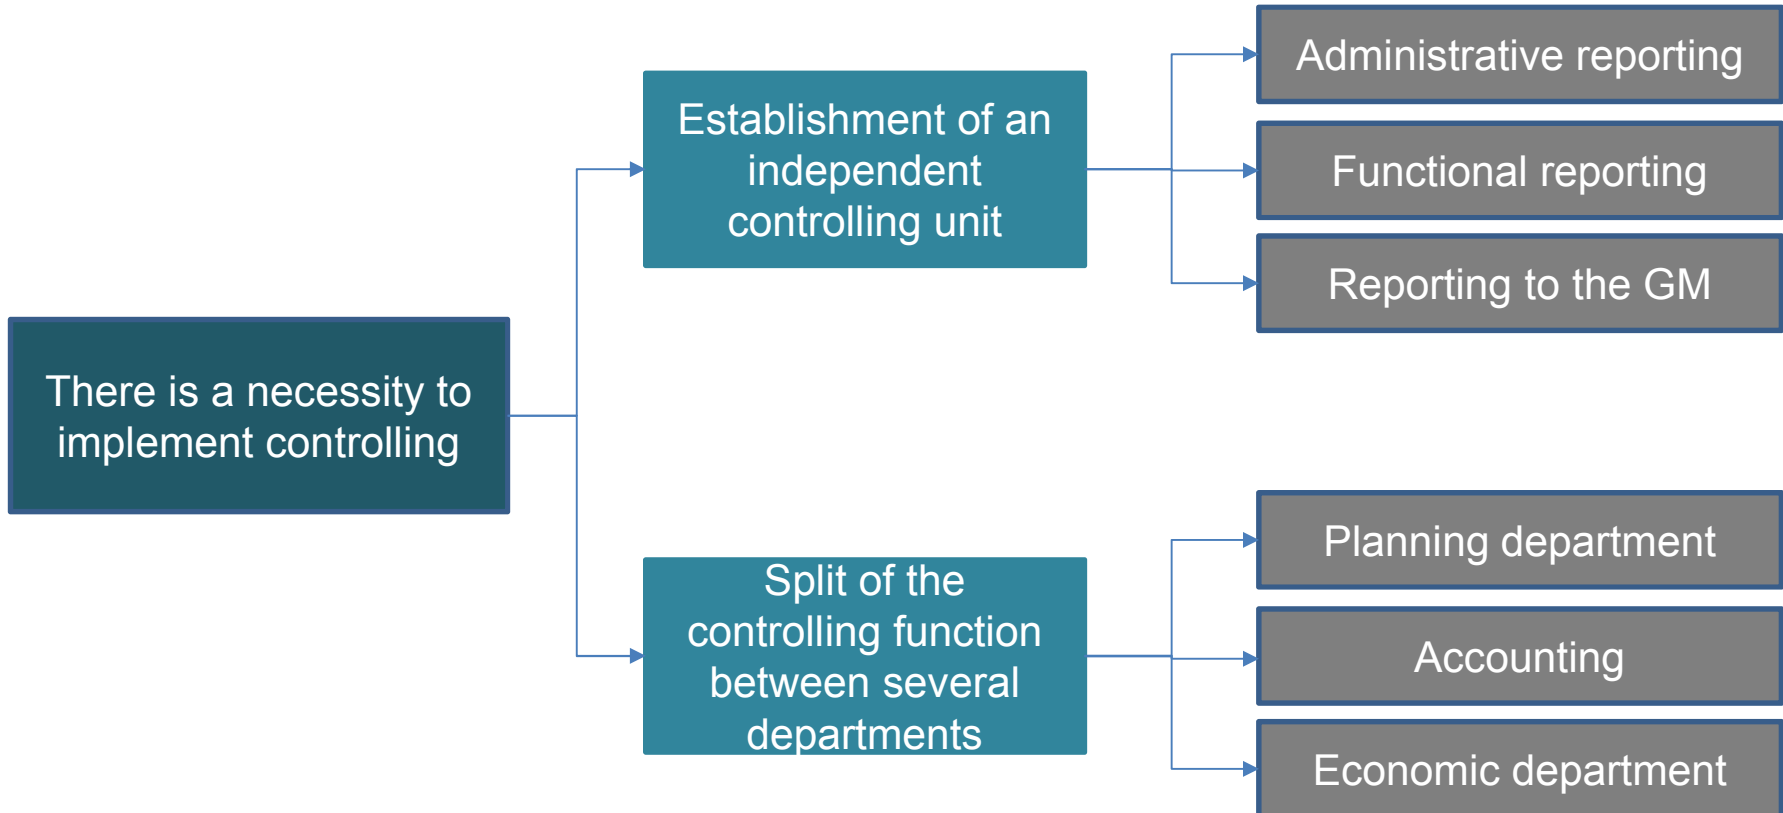 There is a necessity to
implement controlling
Establishment of an
independent
controlling unit
Administrative reporting
Functional reporting
Reporting to the GM
Split of the
controlling function
between several
departments
Planning department
Accounting
Economic department